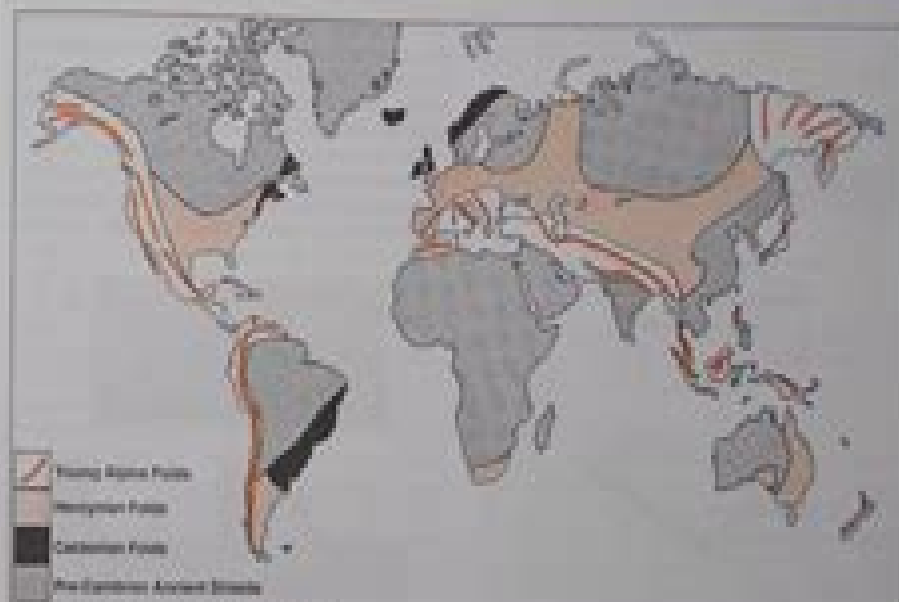 Young Alpine Folds
Hercynian Folds
Caledonian Folds
Pre-Cambrian Ancient Shields